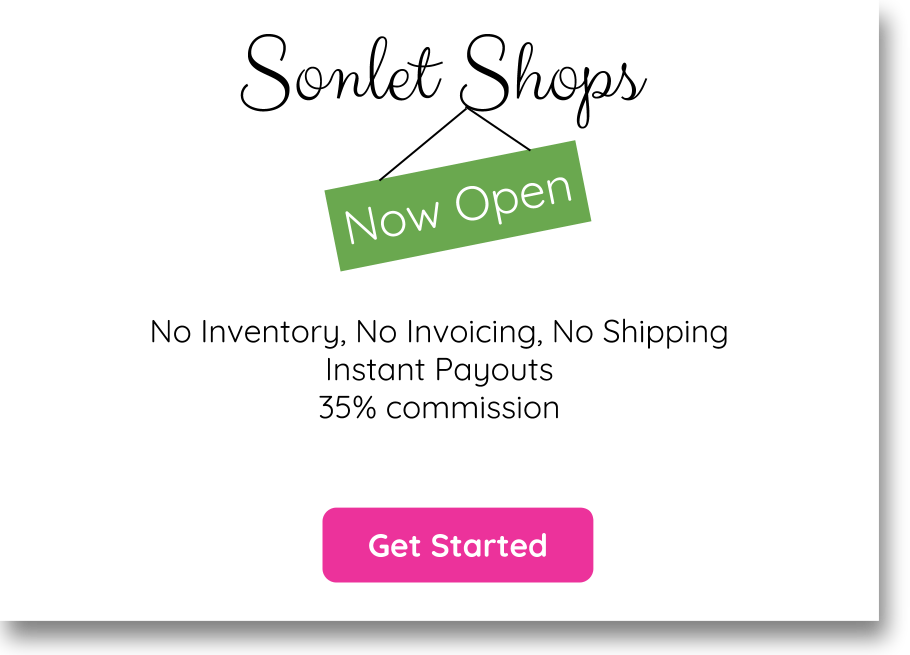 Sonlet Shops
Now Open
No Inventory, No Invoicing, No Shipping
Instant Payouts
35% commission
Get Started